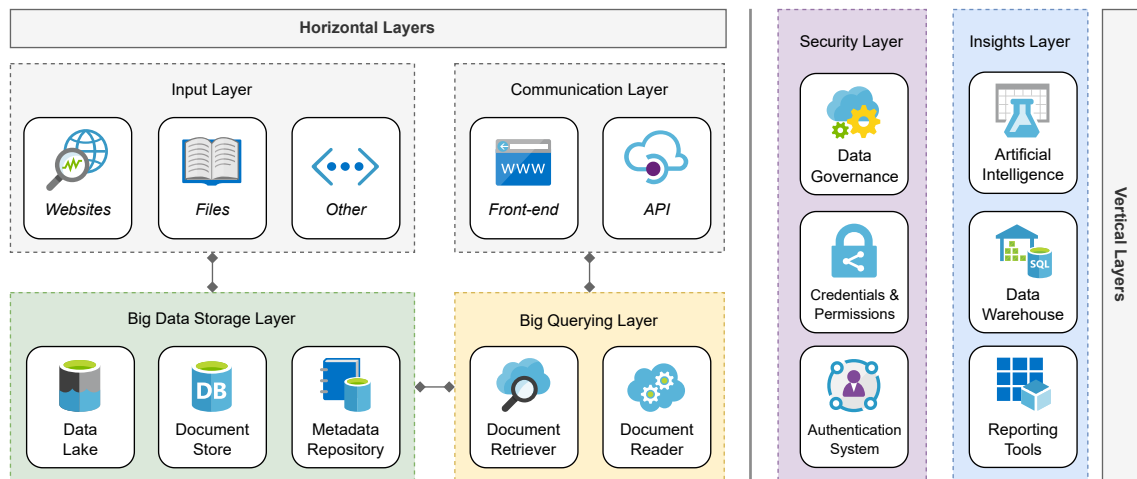 Horizontal Layers
Input Layer
Websites
Files
Other
Communication Layer
www
Front-end
API
Big Data Storage Layer
Data
Lake
DB
Document
Store
Metadata
Repository
Big Querying Layer
Document
Retriever
Document
Reader
Security Layer
Data
Governance
Credentials &
Permissions
Authentication
System
Insights Layer
Artificial
Intelligence
SQL
Data
Warehouse
Reporting
Tools
Vertical Layers